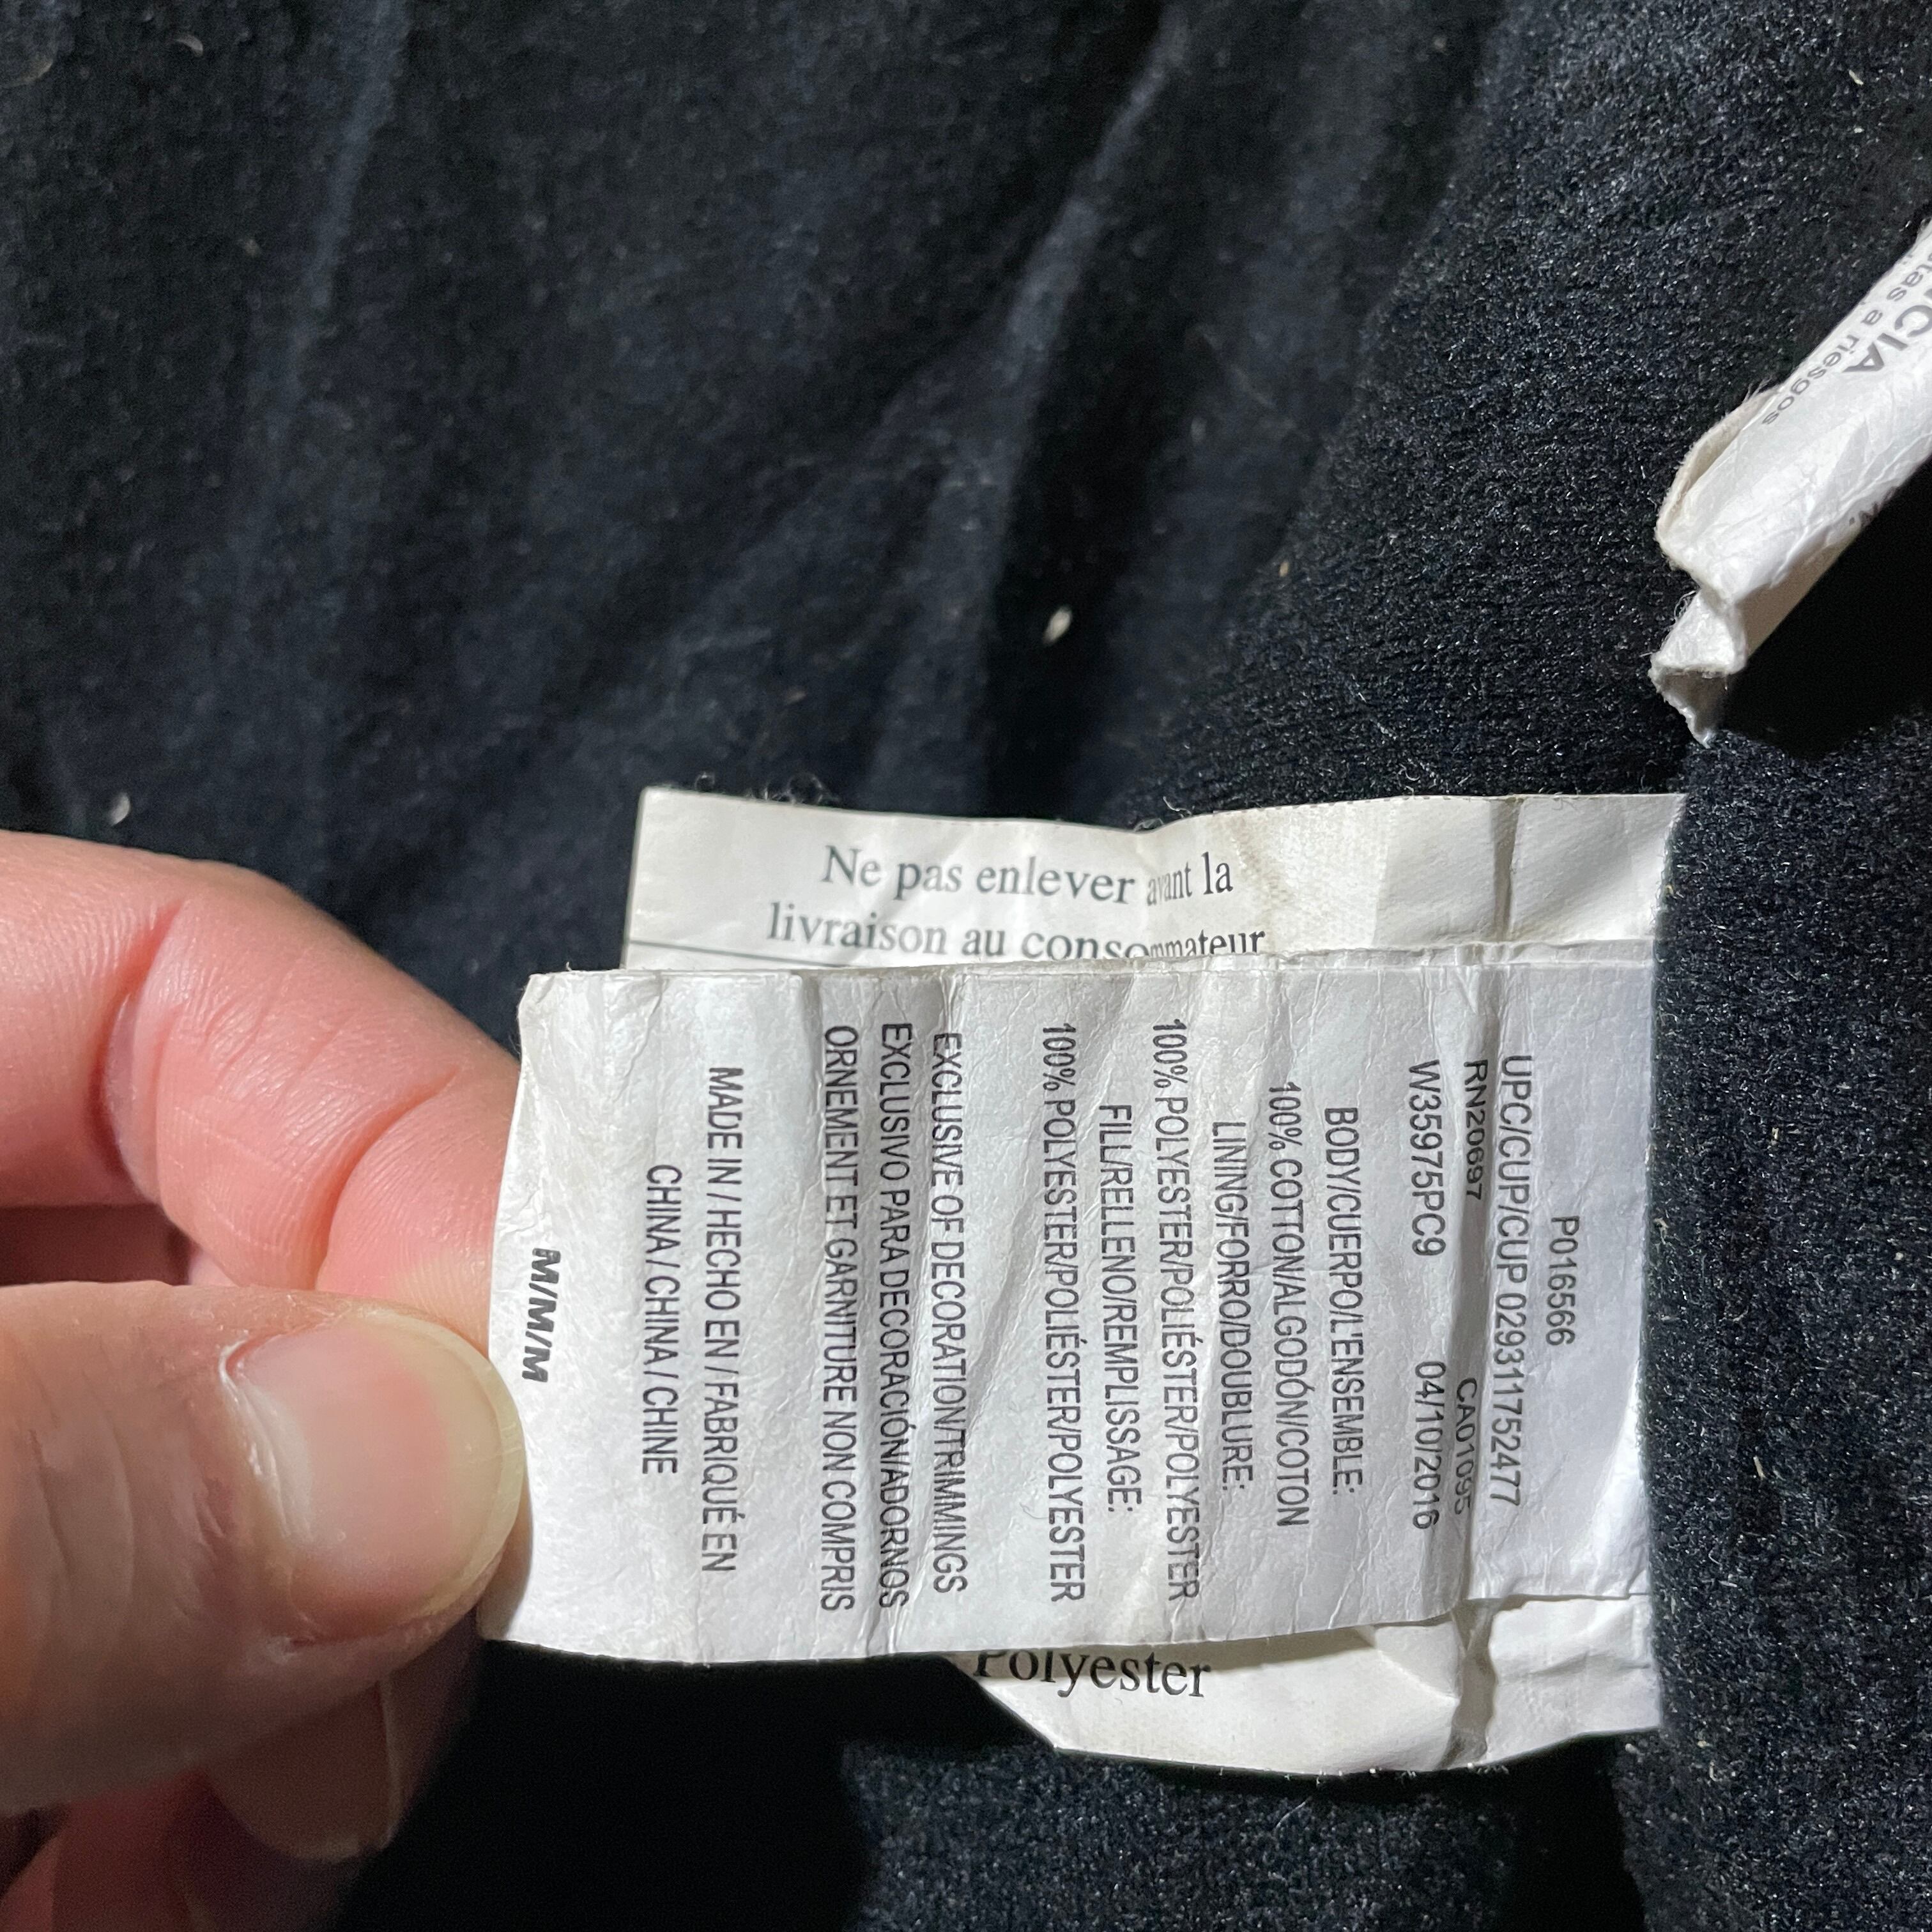 Ne pas enlever avant la
livraison au consommateur
P016566
UPC/CUP/CUP 029311752477
RN20697 CA01095
W35975PC9 04/10/2016
BODY/CUERPO/L'ENSEMBLE:
100% COTTON/ALGODÓN/COTON
LINING/FORRO/DOUBLURE:
100% POLYESTER/POLIÉSTER/POLYESTER
FILL/RELLENO/REMPLISSAGE:
100% POLYESTER/POLIÉSTER/POLYESTER
EXCLUSIVE OF DECORATION/TRIMMINGS
EXCLUSIVO PARA DECORACIÓN/ADORNOS
ORNEMENT ET GARNITURE NON COMPRIS
MADE IN / HECHO EN / FABRIQUÉ EN
CHINA / CHINA / CHINE
M/M/M
Polyester
a riesgos